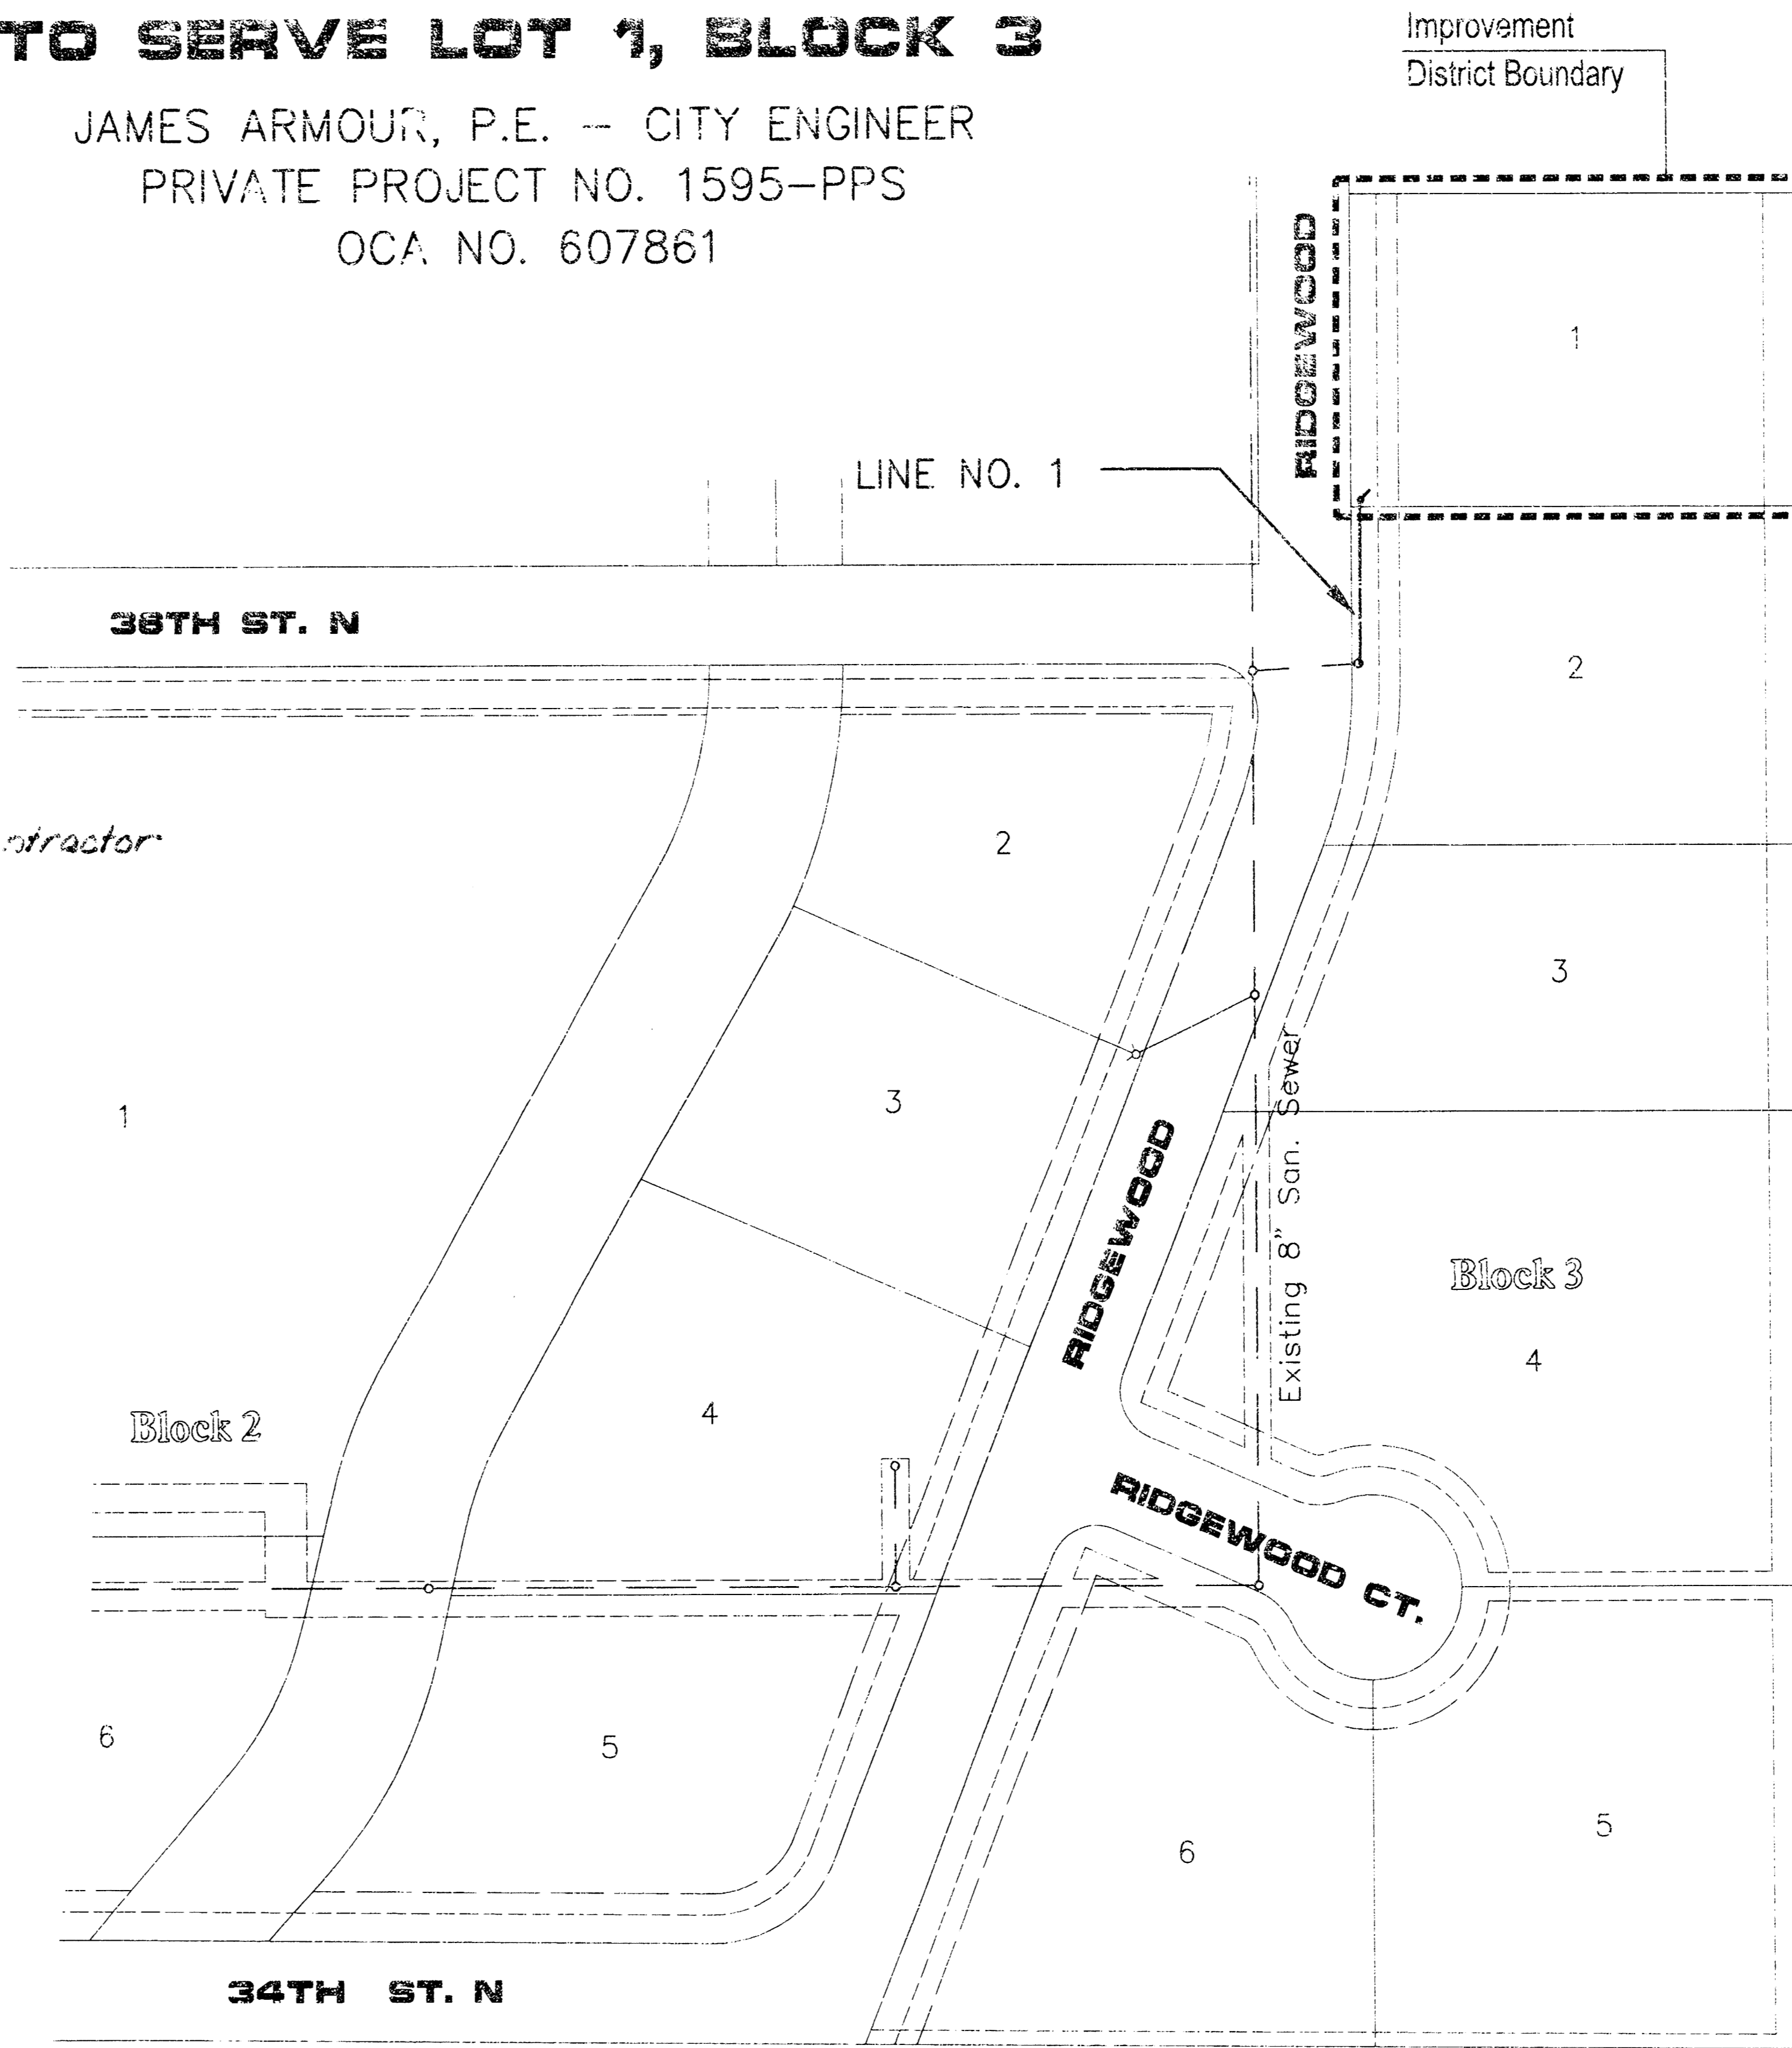 TO SERVE LOT 1, BLOCK 3
JAMES ARMOUR, P.E. – CITY ENGINEER
PRIVATE PROJECT NO. 1595–PPS
OCA NO. 607861
Improvement
District Boundary
RIDGEWOOD
1
LINE NO. 1
38TH ST. N
2
2
3
1
3
Existing 8" San. Sewer
RIDGEWOOD
Block 3
4
4
Block 2
RIDGEWOOD CT.
6
5
6
5
34TH ST. N